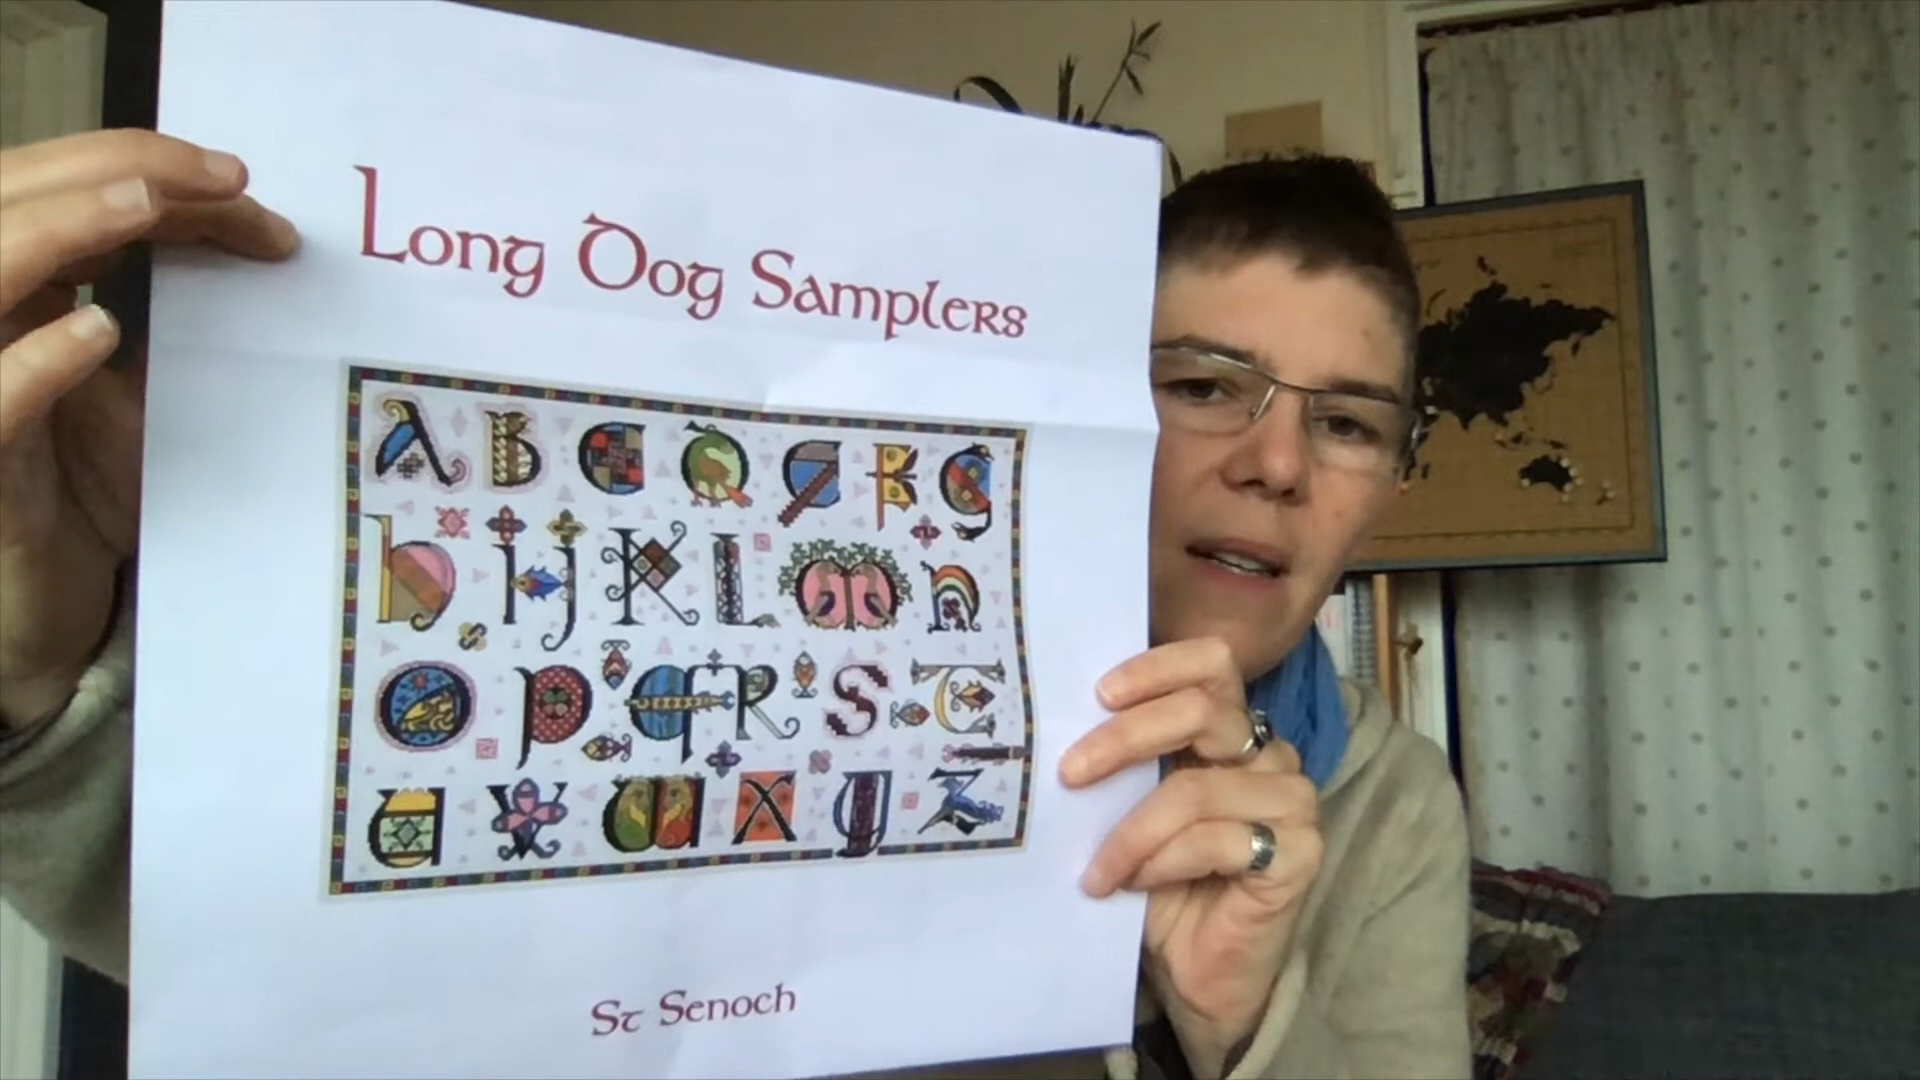 Long Dog Samplers
A B C D E F G
h i j K L m n
O p q R S T
u v w x y z
St Senoch